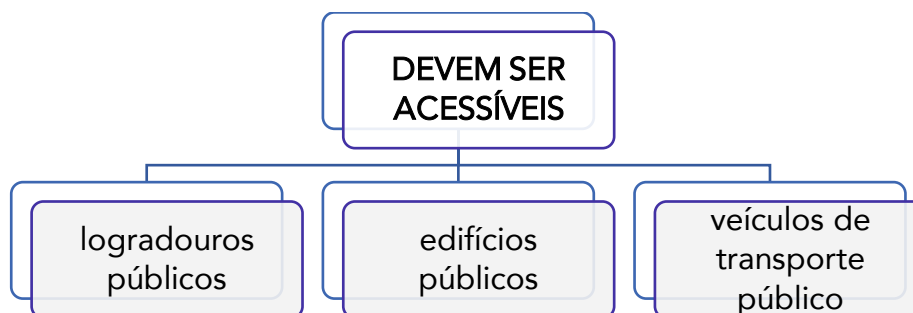 DEVEM SER
ACESSÍVEIS
logradouros
públicos
edifícios
públicos
veículos de
transporte
público